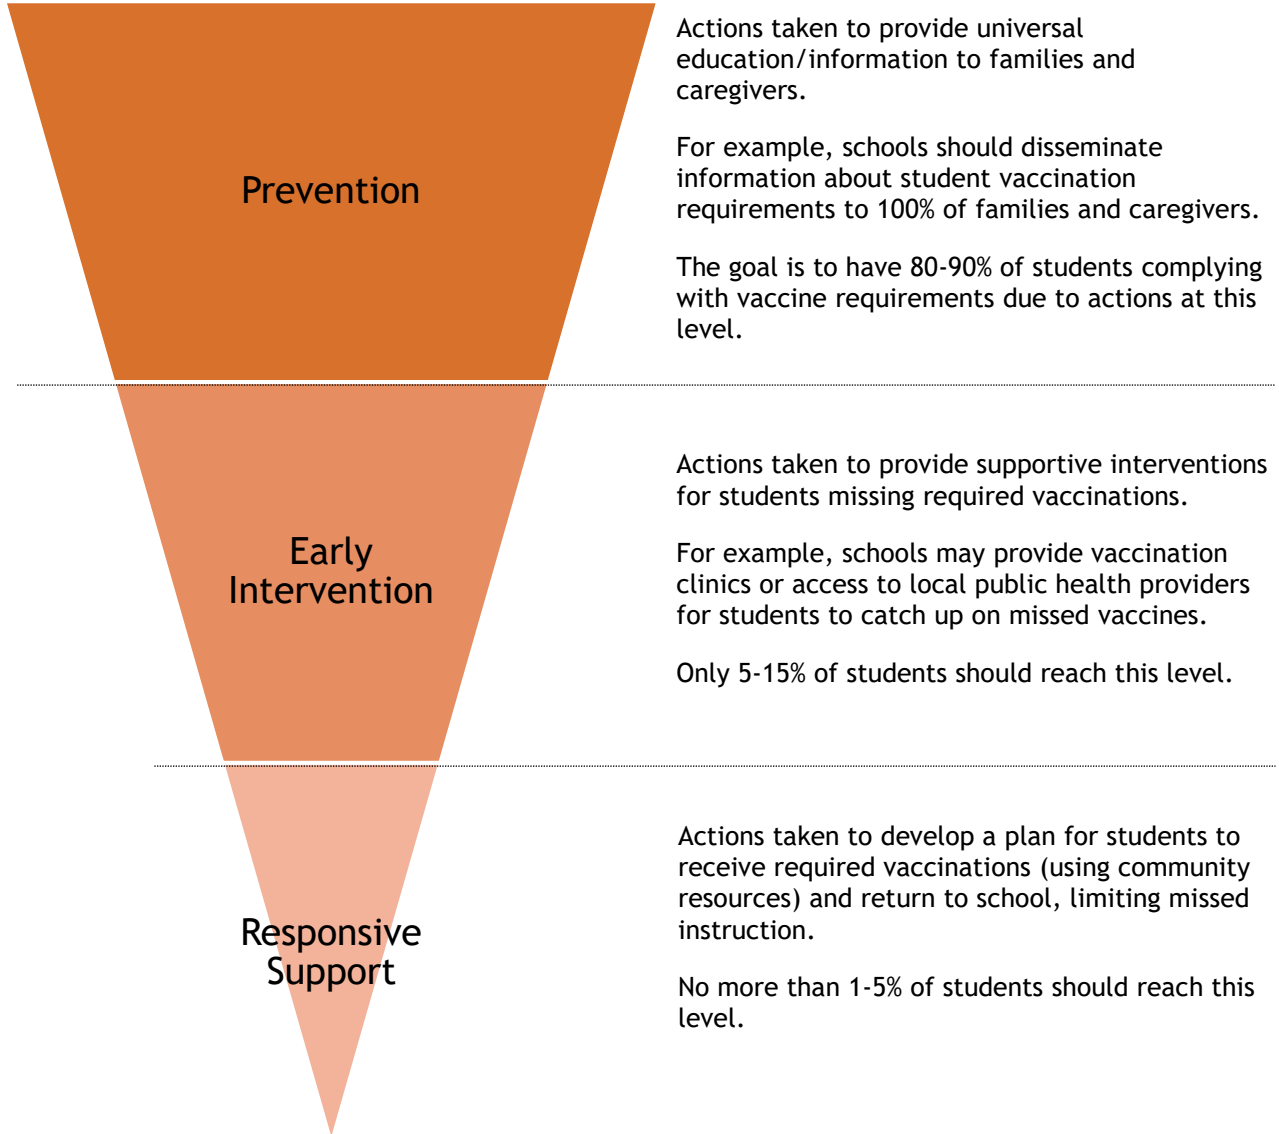 Prevention
Actions taken to provide universal
education/information to families and
caregivers.
For example, schools should disseminate
information about student vaccination
requirements to 100% of families and caregivers.
The goal is to have 80-90% of students complying
with vaccine requirements due to actions at this
level.
Early
Intervention
Actions taken to provide supportive interventions
for students missing required vaccinations.
For example, schools may provide vaccination
clinics or access to local public health providers
for students to catch up on missed vaccines.
Only 5-15% of students should reach this level.
Responsive
Support
Actions taken to develop a plan for students to
receive required vaccinations (using community
resources) and return to school, limiting missed
instruction.
No more than 1-5% of students should reach this
level.